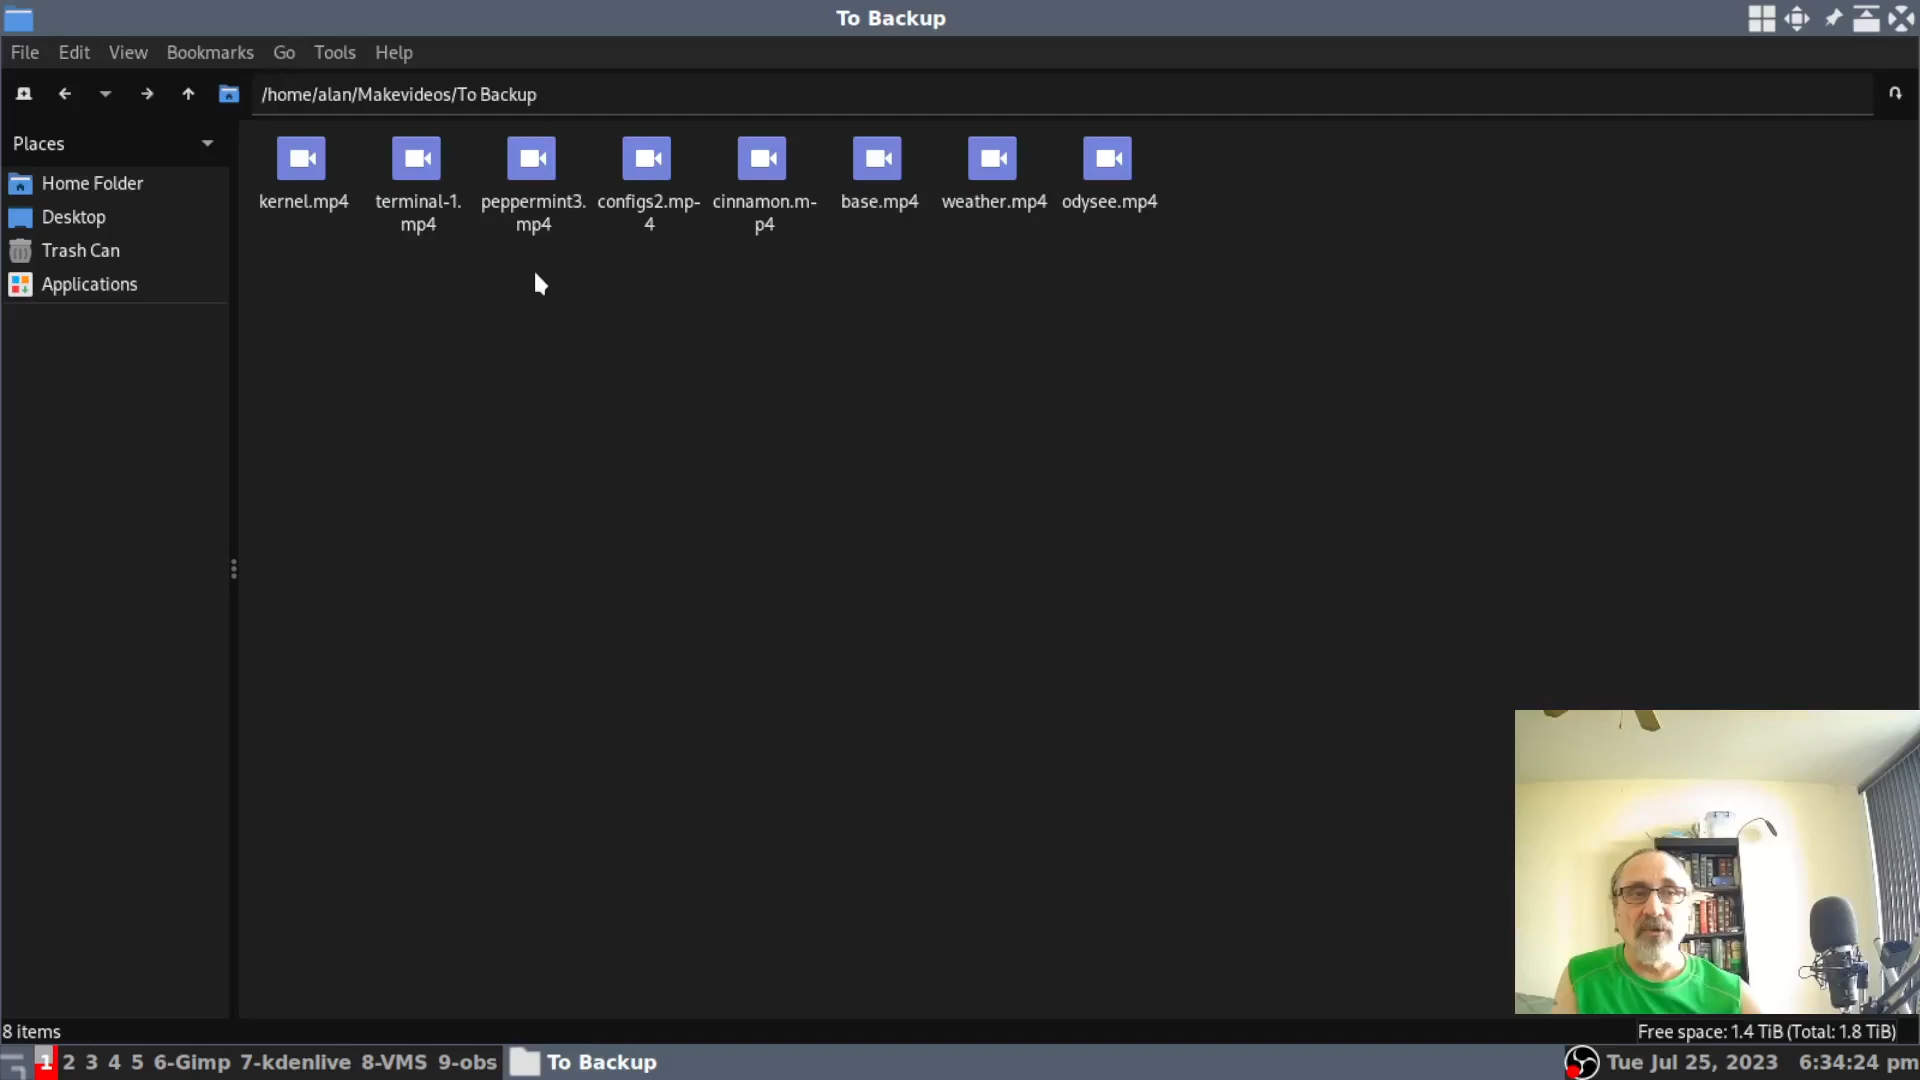 To Backup
File Edit View Bookmarks Go Tools Help
/home/alan/Makevideos/To Backup
Places
Home Folder
Desktop
Trash Can
Applications
kernel.mp4
terminal-1.
mp4
peppermint3.
mp4
configs2.mp-
4
cinnamon.m-
p4
base.mp4
weather.mp4
odysee.mp4
8 items
Free space: 1.4 TiB (Total: 1.8 TiB)
1 2 3 4 5 6-Gimp 7-kdenlive 8-VMS 9-obs To Backup Tue Jul 25, 2023 6:34:24 pm